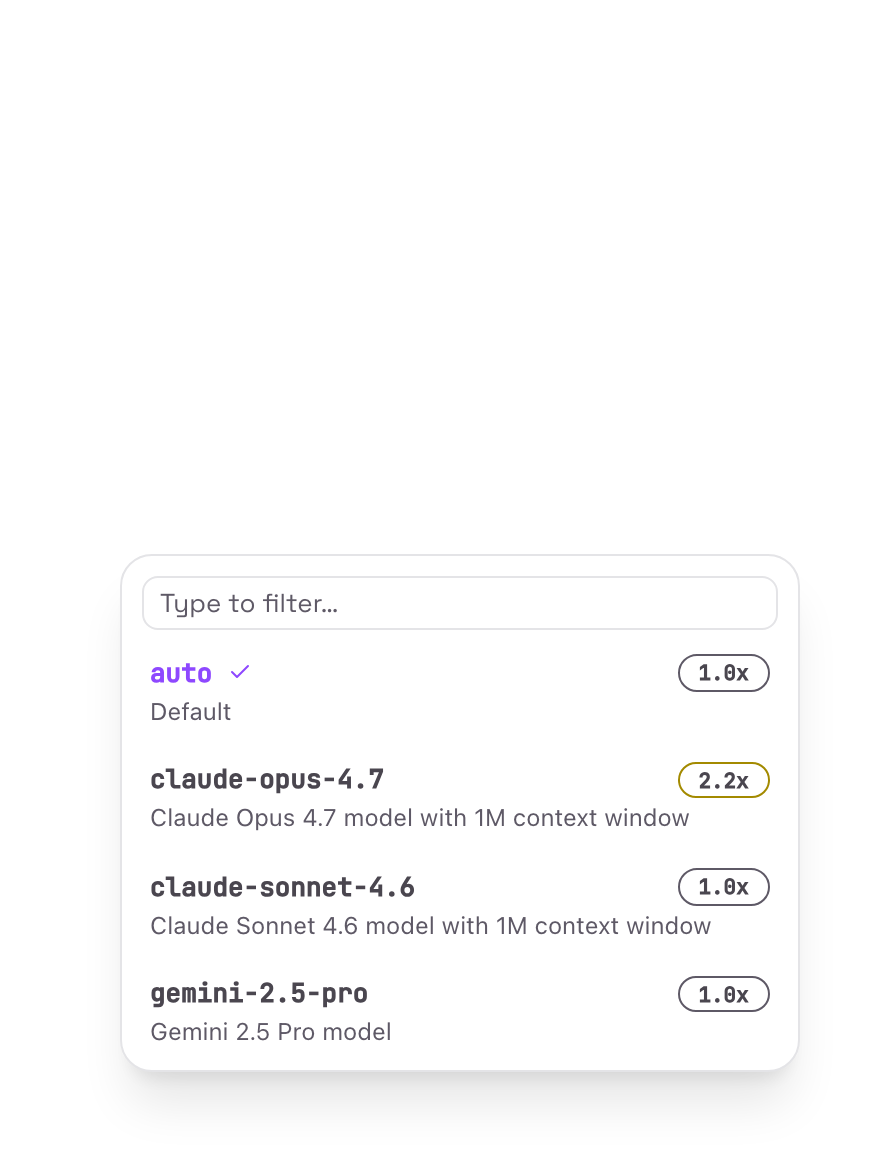 Type to filter...
auto 1.0x
Default
claude-opus-4.7 2.2x
Claude Opus 4.7 model with 1M context window
claude-sonnet-4.6 1.0x
Claude Sonnet 4.6 model with 1M context window
gemini-2.5-pro 1.0x
Gemini 2.5 Pro model